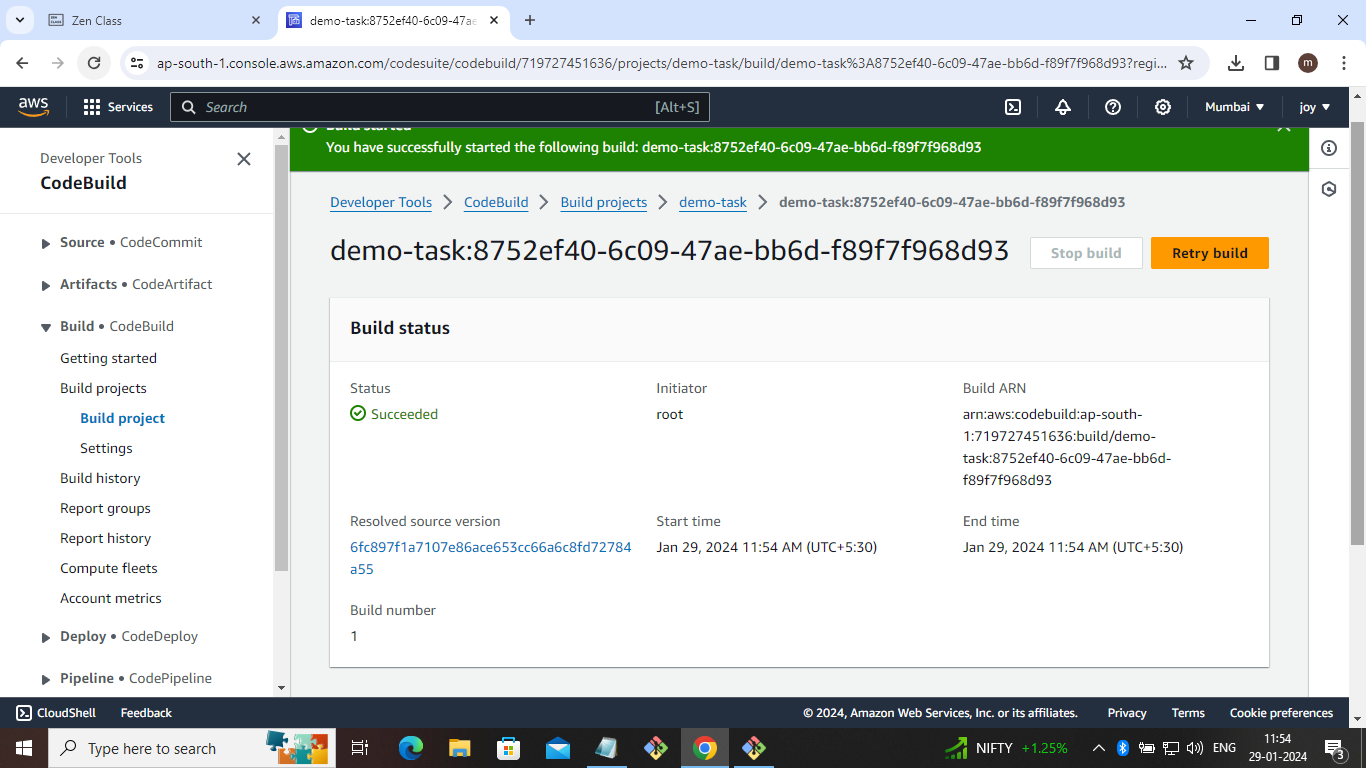 Zen Class
demo-task:8752ef40-6c09-47ae
ap-south-1.console.aws.amazon.com/codesuite/codebuild/719727451636/projects/demo-task/build/demo-task%3A8752ef40-6c09-47ae-bb6d-f89f7f968d93?regi...
m
aws
Services
Search
[Alt+S]
Mumbai
joy
Developer Tools
CodeBuild
Source • CodeCommit
Artifacts • CodeArtifact
Build • CodeBuild
Getting started
Build projects
Build project
Settings
Build history
Report groups
Report history
Compute fleets
Account metrics
Deploy • CodeDeploy
Pipeline • CodePipeline
Build started
You have successfully started the following build: demo-task:8752ef40-6c09-47ae-bb6d-f89f7f968d93
Developer Tools
CodeBuild
Build projects
demo-task
demo-task:8752ef40-6c09-47ae-bb6d-f89f7f968d93
demo-task:8752ef40-6c09-47ae-bb6d-f89f7f968d93
Stop build
Retry build
Build status
Status
Succeeded
Initiator
root
Build ARN
arn:aws:codebuild:ap-south-
1:719727451636:build/demo-
task:8752ef40-6c09-47ae-bb6d-
f89f7f968d93
Resolved source version
6fc897f1a7107e86ace653cc66a6c8fd72784
a55
Start time
Jan 29, 2024 11:54 AM (UTC+5:30)
End time
Jan 29, 2024 11:54 AM (UTC+5:30)
Build number
1
CloudShell
Feedback
© 2024, Amazon Web Services, Inc. or its affiliates.
Privacy
Terms
Cookie preferences
Type here to search
NIFTY +1.25%
ENG
11:54
29-01-2024
3